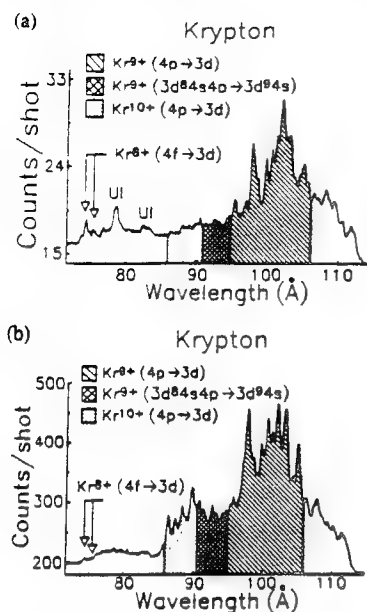 (a)
Krypton
Kr9+ (4p→3d)
Kr9+ (3d84s4p→3d94s)
Kr10+ (4p→3d)
Kr8+ (4f→3d)
UI
UI
Counts/shot
33
24
15
80
90
100
110
Wavelength (Å)
(b)
Krypton
Kr9+ (4p→3d)
Kr9+ (3d84s4p→3d94s)
Kr10+ (4p→3d)
Kr8+ (4f→3d)
Counts/shot
500
400
300
200
80
90
100
110
Wavelength (Å)